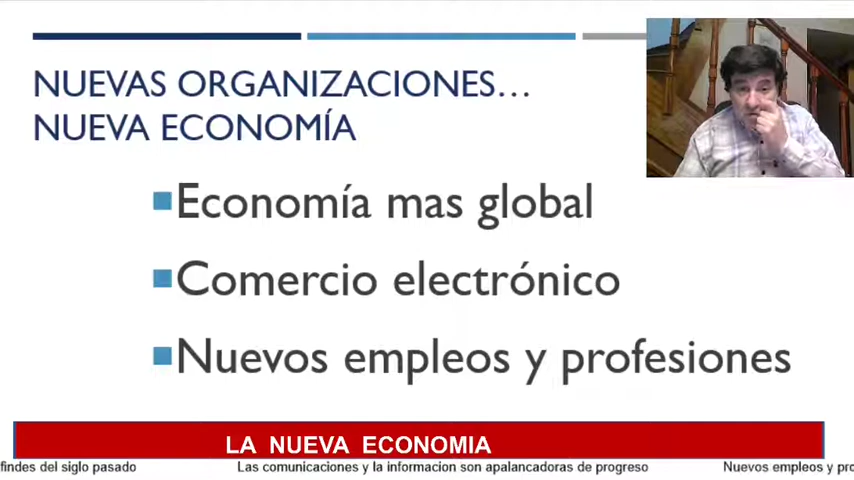 NUEVAS ORGANIZACIONES...
NUEVA ECONOMÍA
Economía mas global
Comercio electrónico
Nuevos empleos y profesiones
LA NUEVA ECONOMIA
findes del siglo pasado
Las comunicaciones y la informacion son apalancadoras de progreso
Nuevos empleos y pro